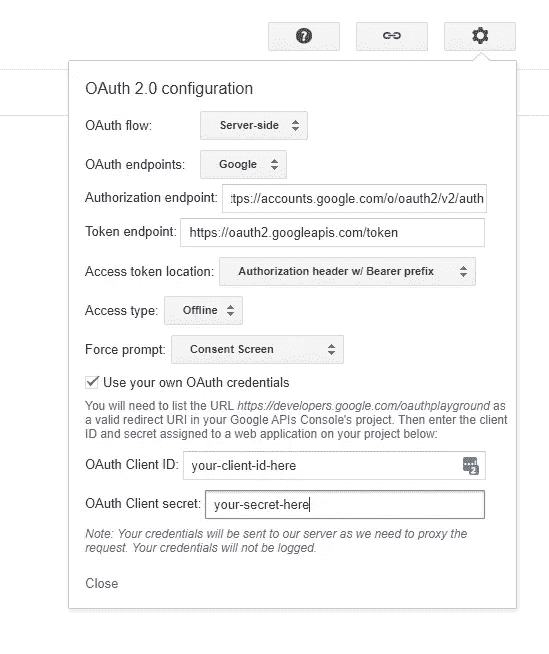 OAuth 2.0 configuration
OAuth flow: Server-side
OAuth endpoints: Google
Authorization endpoint: :tps://accounts.google.com/o/oauth2/v2/auth
Token endpoint: https://oauth2.googleapis.com/token
Access token location: Authorization header w/ Bearer prefix
Access type: Offline
Force prompt: Consent Screen
Use your own OAuth credentials
You will need to list the URL https://developers.google.com/oauthplayground as
a valid redirect URI in your Google APIs Console's project. Then enter the client
ID and secret assigned to a web application on your project below:
OAuth Client ID: your-client-id-here
OAuth Client secret: your-secret-here
Note: Your credentials will be sent to our server as we need to proxy the
request. Your credentials will not be logged.
Close